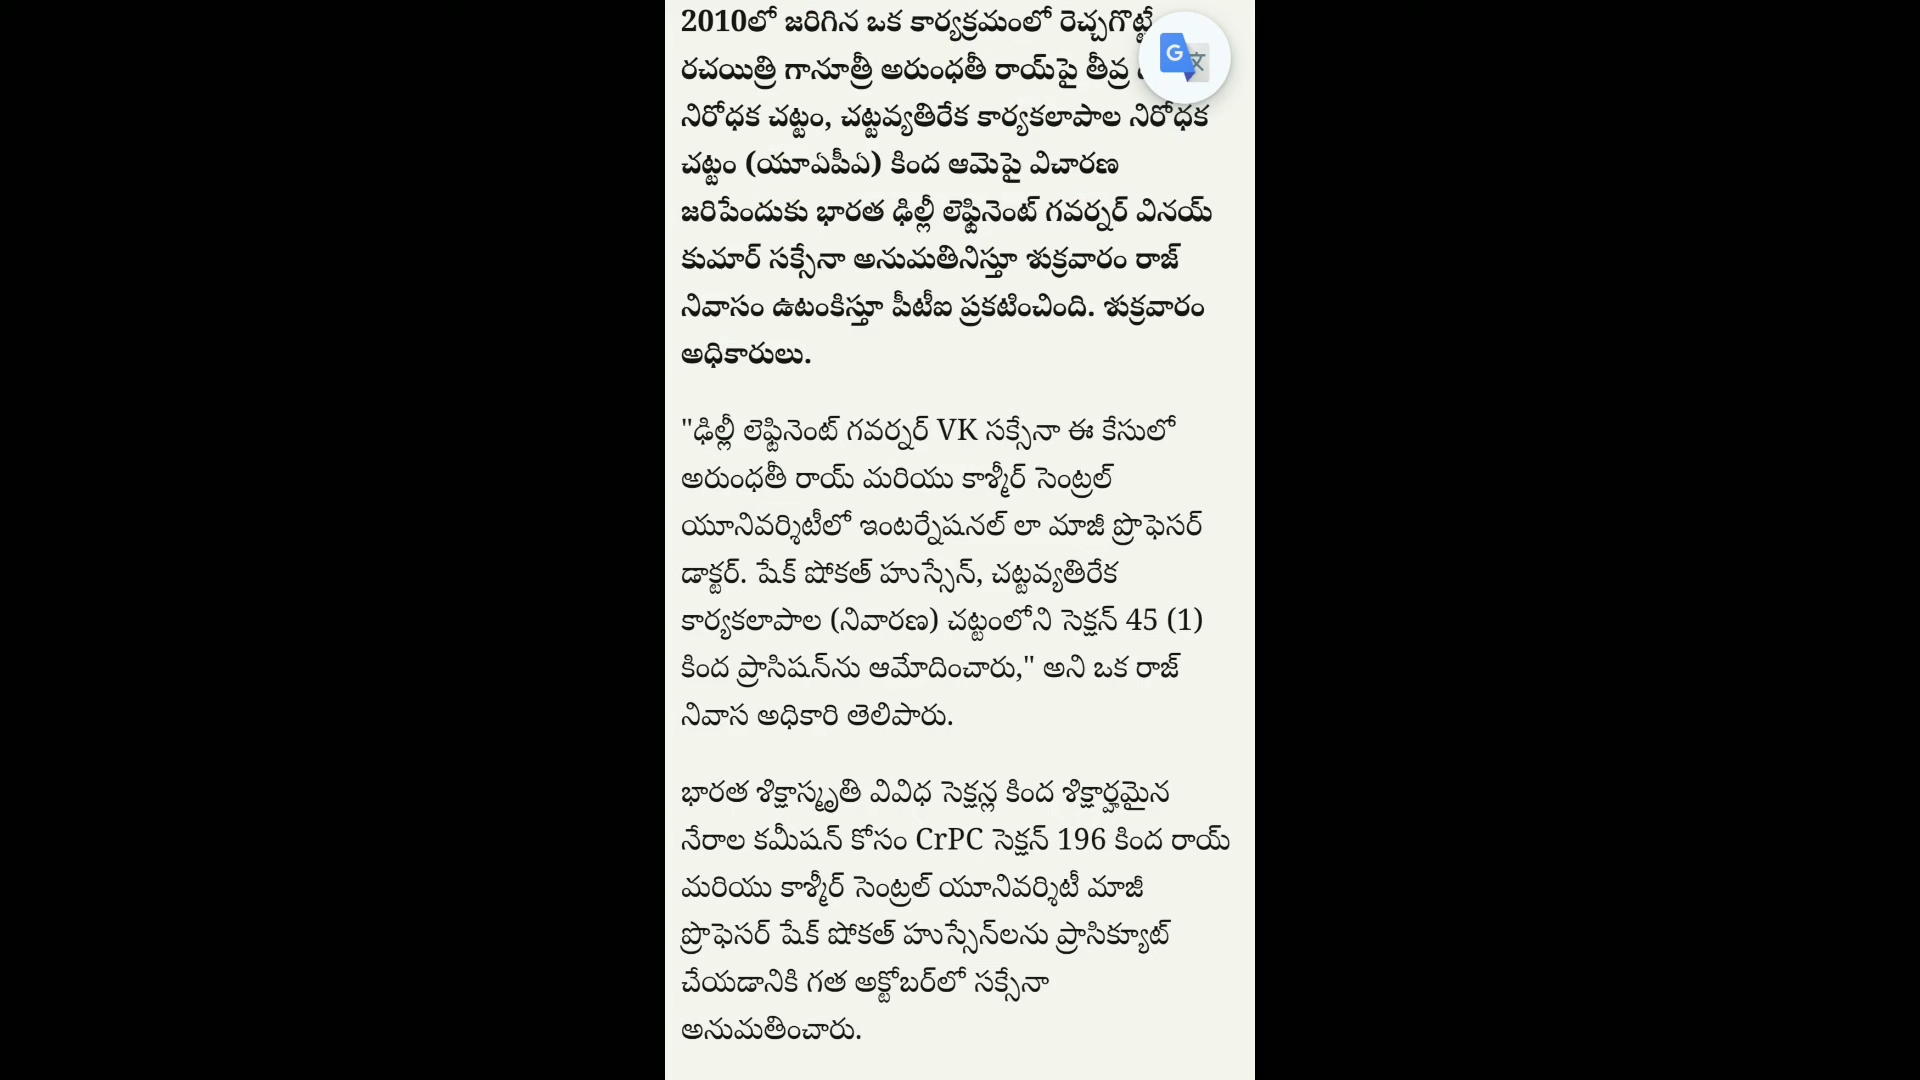 2010లో జరిగిన ఒక కార్యక్రమంలో రెచ్చగొట్టే
రచయిత్రి గానూత్రీ అరుంధతీ రాయ్‌పై తీవ్ర
నిరోధక చట్టం, చట్టవ్యతిరేక కార్యకలాపాల నిరోధక
చట్టం (యూఏపీఏ) కింద ఆమెపై విచారణ
జరిపేందుకు భారత ఢిల్లీ లెఫ్టినెంట్ గవర్నర్ వినయ్
కుమార్ సక్సేనా అనుమతినిస్తూ శుక్రవారం రాజ్
నివాసం ఉటంకిస్తూ పీటీఐ ప్రకటించింది. శుక్రవారం
అధికారులు.
"ఢిల్లీ లెఫ్టినెంట్ గవర్నర్ VK సక్సేనా ఈ కేసులో
అరుంధతీ రాయ్ మరియు కాశ్మీర్ సెంట్రల్
యూనివర్శిటీలో ఇంటర్నేషనల్ లా మాజీ ప్రొఫెసర్
డాక్టర్. షేక్ షోకత్ హుస్సేన్, చట్టవ్యతిరేక
కార్యకలాపాల (నివారణ) చట్టంలోని సెక్షన్ 45 (1)
కింద ప్రాసిషన్‌ను ఆమోదించారు," అని ఒక రాజ్
నివాస అధికారి తెలిపారు.
భారత శిక్షాస్మృతి వివిధ సెక్షన్ల కింద శిక్షార్హమైన
నేరాల కమీషన్ కోసం CrPC సెక్షన్ 196 కింద రాయ్
మరియు కాశ్మీర్ సెంట్రల్ యూనివర్శిటీ మాజీ
ప్రొఫెసర్ షేక్ షోకత్ హుస్సేన్‌లను ప్రాసిక్యూట్
చేయడానికి గత అక్టోబర్‌లో సక్సేనా
అనుమతించారు.